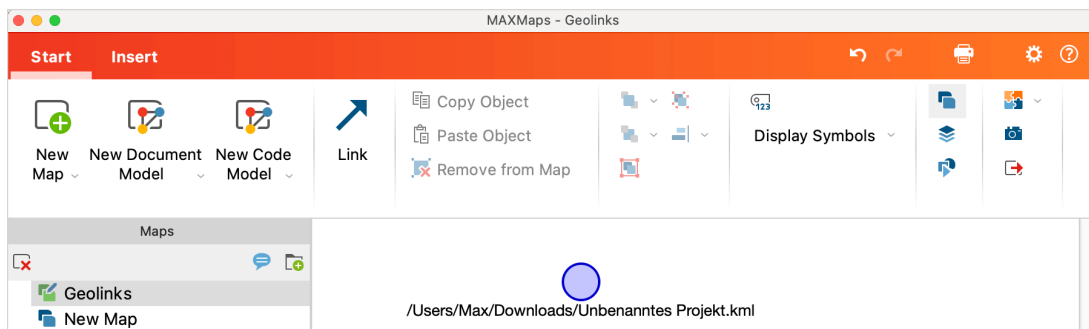 MAXMaps - Geolinks
Start Insert
New Map
New Document Model
New Code Model
Link
Copy Object
Paste Object
Remove from Map
123
Display Symbols
Maps
Geolinks
New Map
/Users/Max/Downloads/Unbenanntes Projekt.kml